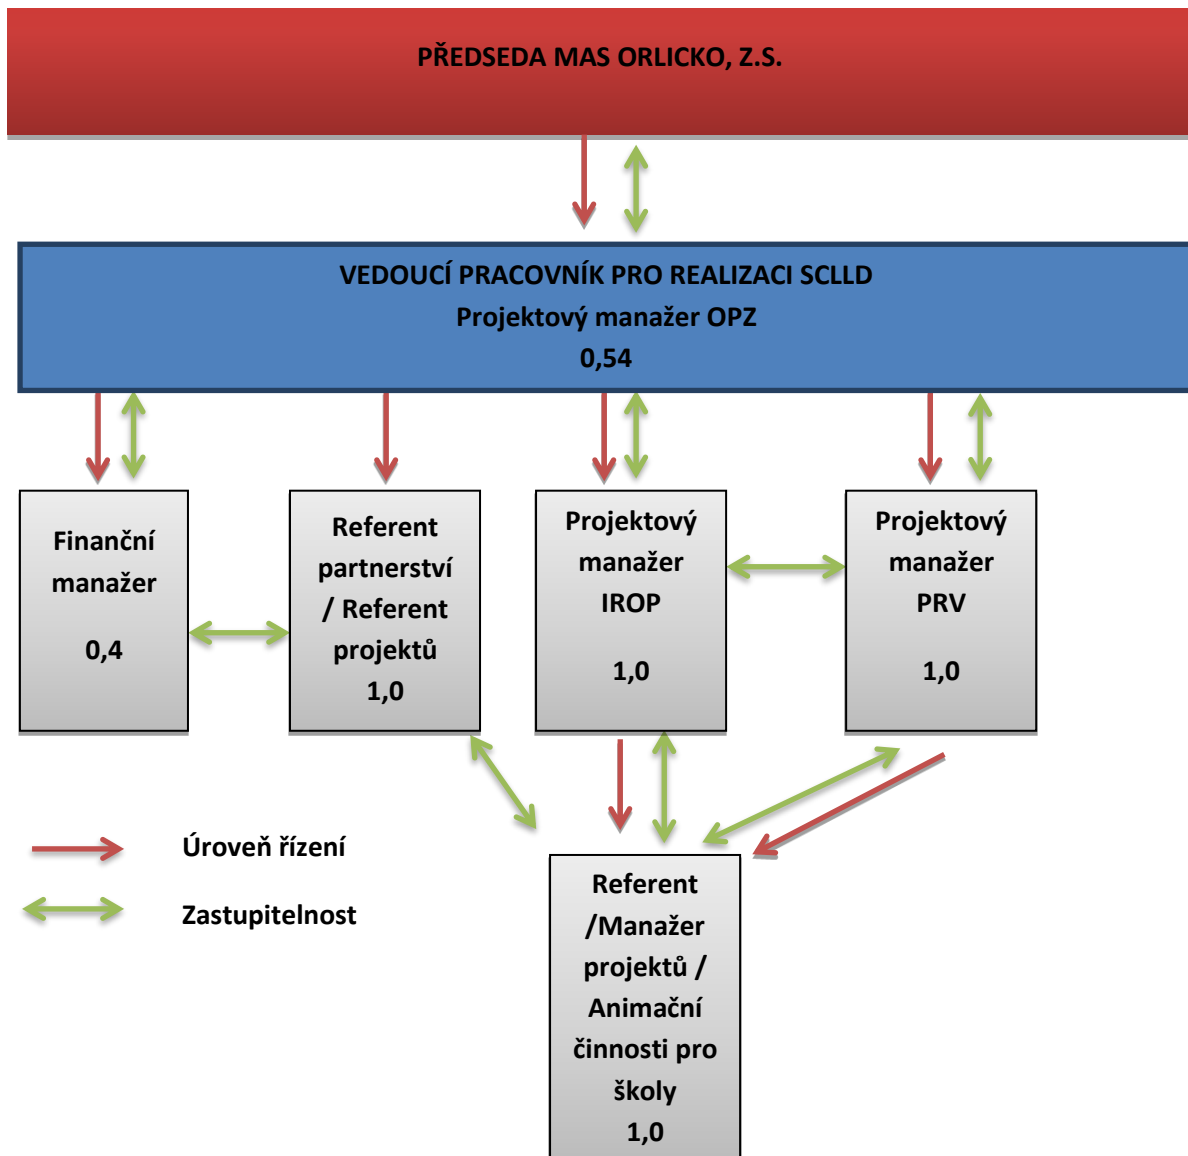 PŘEDSEDA MAS ORLICKO, Z.S.
VEDOUCÍ PRACOVNÍK PRO REALIZACI SCLLD
Projektový manažer OPZ
0,54
Finanční
manažer
0,4
Referent
partnerství
/ Referent
projektů
1,0
Projektový
manažer
IROP
1,0
Projektový
manažer
PRV
1,0
Úroveň řízení
Zastupitelnost
Referent
/Manažer
projektů /
Animační
činnosti pro
školy
1,0